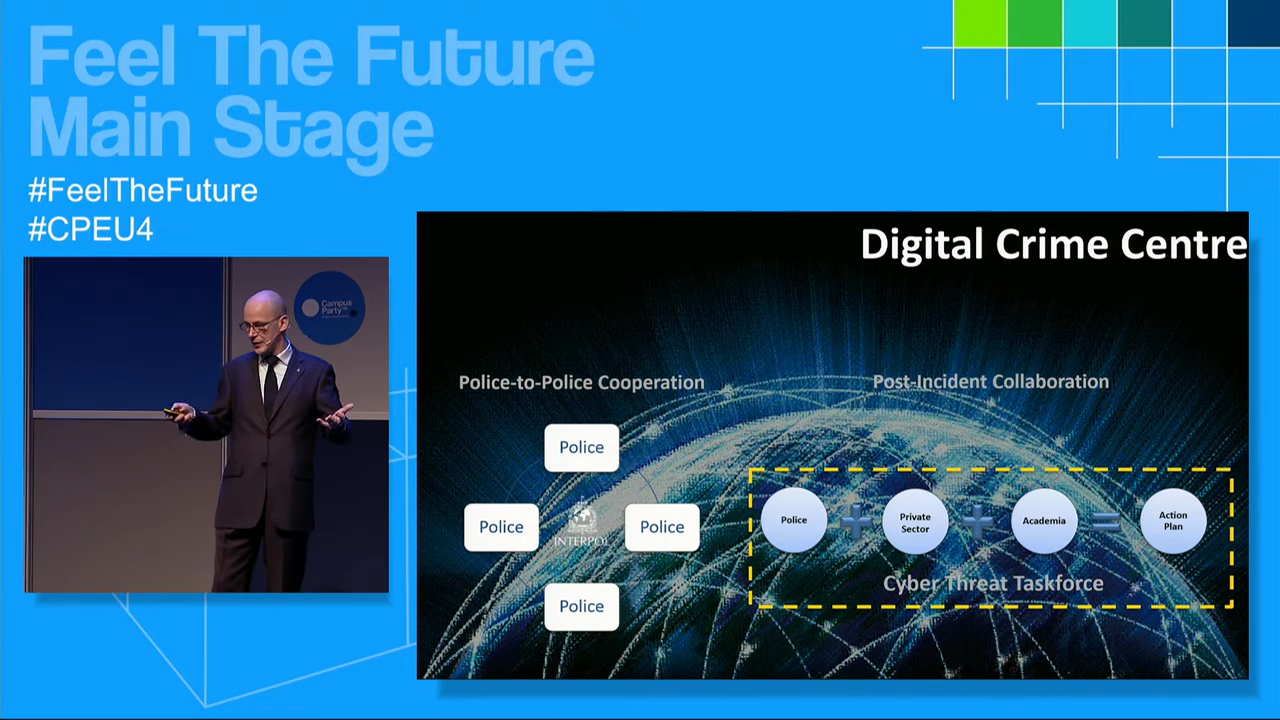 Feel The Future
Main Stage
#FeelTheFuture
#CPEU4
Campus
Party
Digital Crime Centre
Police-to-Police Cooperation
Post-Incident Collaboration
Police
Police
INTERPOL
Police
Police
Police
Private
Sector
Academia
Action
Plan
Cyber Threat Taskforce